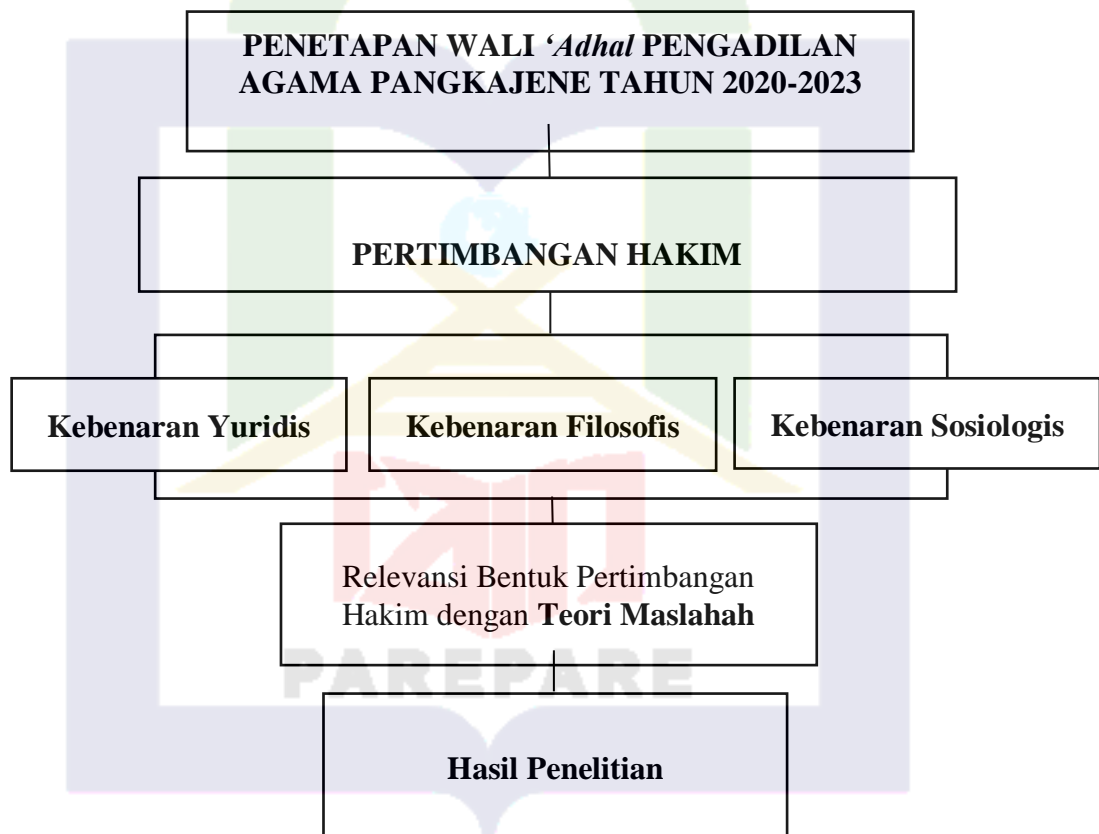 PENETAPAN WALI ‘Adhal PENGADILAN
AGAMA PANGKAJENE TAHUN 2020-2023
PERTIMBANGAN HAKIM
Kebenaran Yuridis
Kebenaran Filosofis
Kebenaran Sosiologis
Relevansi Bentuk Pertimbangan
Hakim dengan Teori Maslahah
PAREPARE
Hasil Penelitian